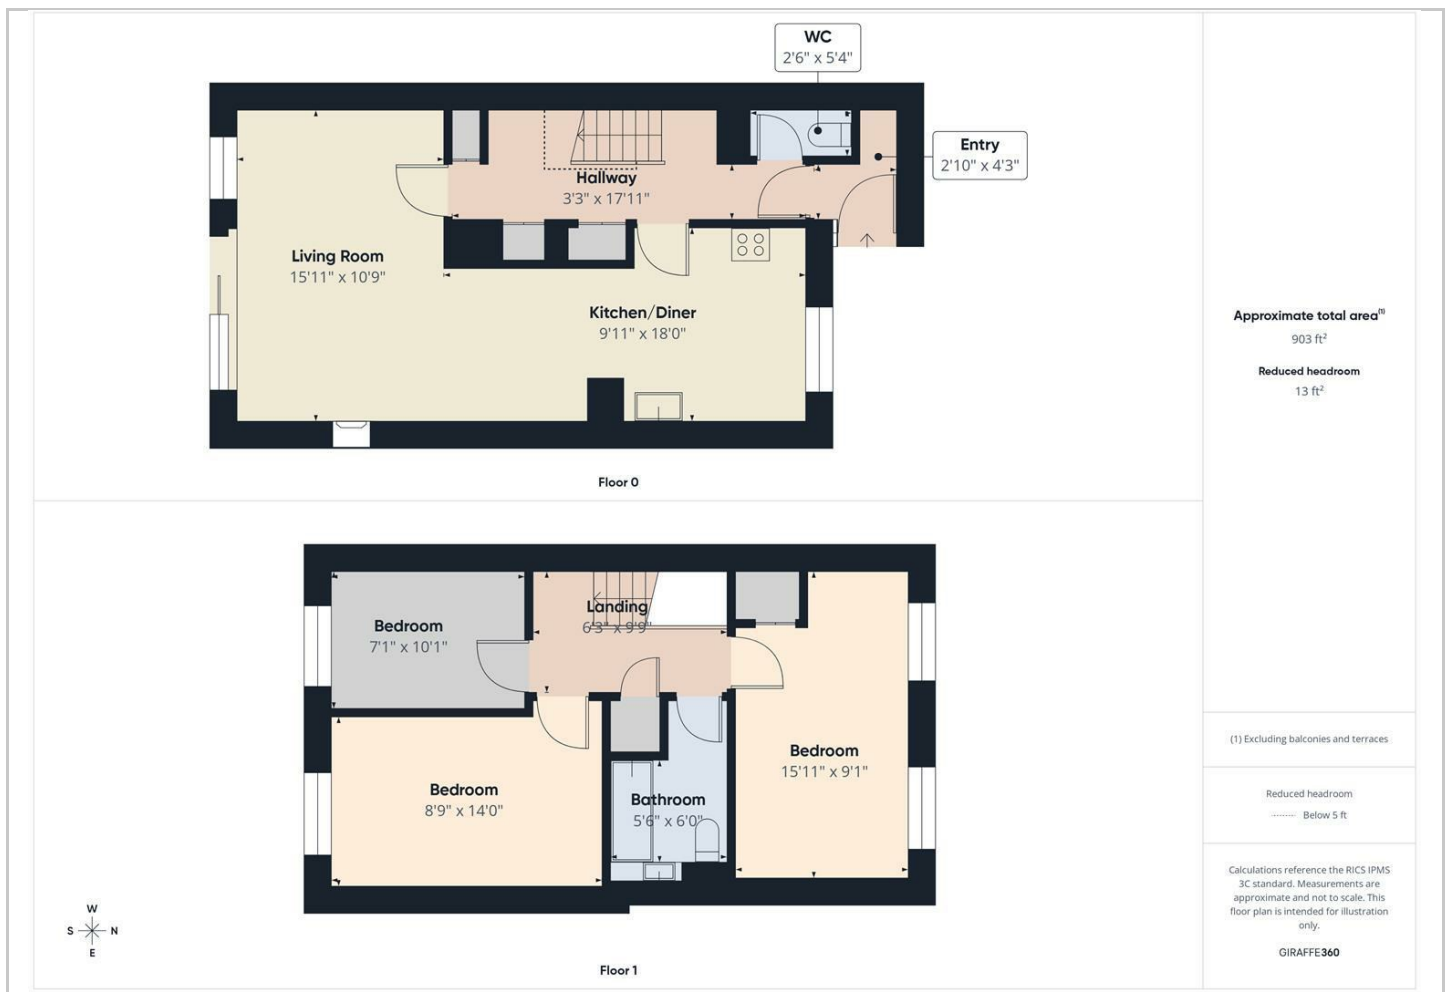 WC
2'6" x 5'4"
Entry
2'10" x 4'3"
Hallway
3'3" x 17'11"
Living Room
15'11" x 10'9"
Kitchen/Diner
9'11" x 18'0"
Floor 0
Landing
6'3" x 9'9"
Bedroom
7'1" x 10'1"
Bedroom
8'9" x 14'0"
Bathroom
5'6" x 6'0"
Bedroom
15'11" x 9'1"
W
S N
E
Floor 1
Approximate total area(1)
903 ft²
Reduced headroom
13 ft²
(1) Excluding balconies and terraces
Reduced headroom
Below 5 ft
Calculations reference the RICS IPMS
3C standard. Measurements are
approximate and not to scale. This
floor plan is intended for illustration
only.
GIRAFFE360